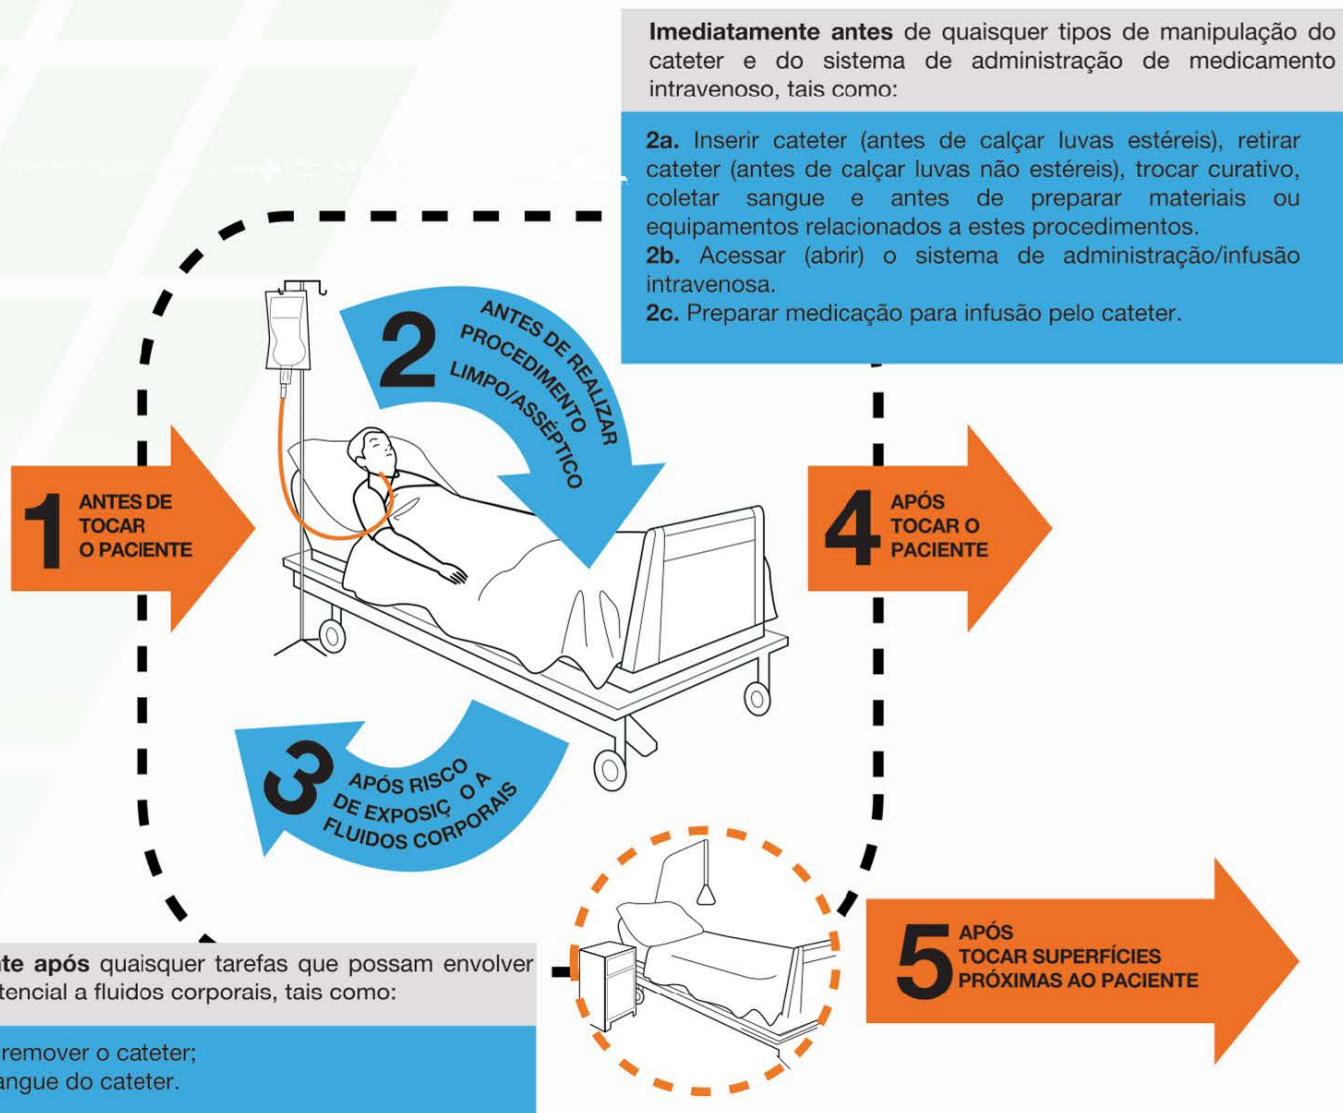 Imediatamente antes de quaisquer tipos de manipulação do
cateter e do sistema de administração de medicamento
intravenoso, tais como:
2a. Inserir cateter (antes de calçar luvas estéreis), retirar
cateter (antes de calçar luvas não estéreis), trocar curativo,
coletar sangue e antes de preparar materiais ou
equipamentos relacionados a estes procedimentos.
2b. Acessar (abrir) o sistema de administração/infusão
intravenosa.
2c. Preparar medicação para infusão pelo cateter.
2 ANTES DE REALIZAR
PROCEDIMENTO
LIMPO/ASSÉPTICO
1 ANTES DE
TOCAR
O PACIENTE
4 APÓS
TOCAR O
PACIENTE
3 APÓS RISCO
DE EXPOSIÇ O A
FLUIDOS CORPORAIS
5 APÓS
TOCAR SUPERFÍCIES
PRÓXIMAS AO PACIENTE
te após quaisquer tarefas que possam envolver
tencial a fluidos corporais, tais como:
remover o cateter;
angue do cateter.